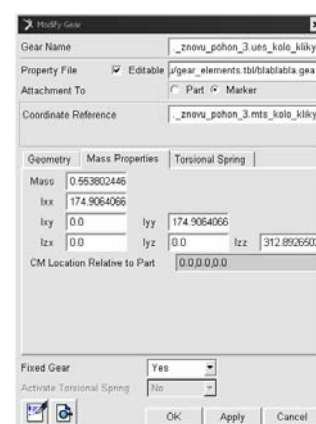 Modify Gear
Gear Name ._znovu_pohon_3.ues_kolo_kliky
Property File Editable µ/gear_elements.tbl/blablabla.gea
Attachment To Part Marker
Coordinate Reference ._znovu_pohon_3.mts_kolo_kliky
Geometry Mass Properties Torsional Spring
Mass 0.553802446
Ixx 174.9064066
Ixy 0.0 Iyy 174.9064066
Izx 0.0 Iyz 0.0 Izz 312.8926502
CM Location Relative to Part 0.0,0.0,0.0
Fixed Gear Yes
Activate Torsional Spring No
OK Apply Cancel